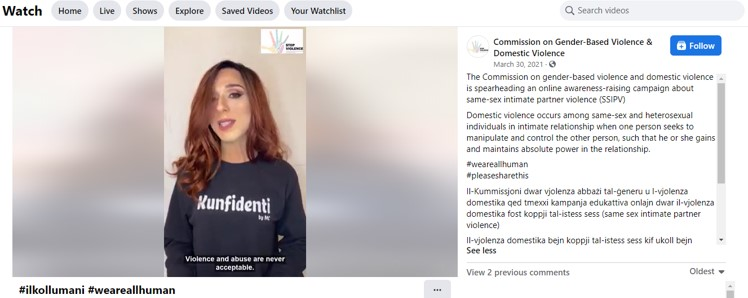 Watch
Home
Live
Shows
Explore
Saved Videos
Your Watchlist
Search videos
STOP
VIOLENCE
Kunfidenti
Violence and abuse are never
acceptable.
#ilkollumani #weareallhuman
Commission on Gender-Based Violence &
Domestic Violence
March 30, 2021
Follow
The Commission on gender-based violence and domestic violence
is spearheading an online awareness-raising campaign about
same-sex intimate partner violence (SSIPV)
Domestic violence occurs among same-sex and heterosexual
individuals in intimate relationship when one person seeks to
manipulate and control the other person, such that he or she gains
and maintains absolute power in the relationship.
#weareallhuman
#pleasesharethis
Il-Kummissjoni dwar vjolenza abbażi tal-ġeneru u l-vjolenza
domestika qed tmexxi kampanja edukattiva onlajn dwar il-vjolenza
domestika fost koppji tal-istess sess (same sex intimate partner
violence)
Il-vjolenza domestika bejn koppji tal-istess sess kif ukoll bejn
See less
View 2 previous comments
Oldest